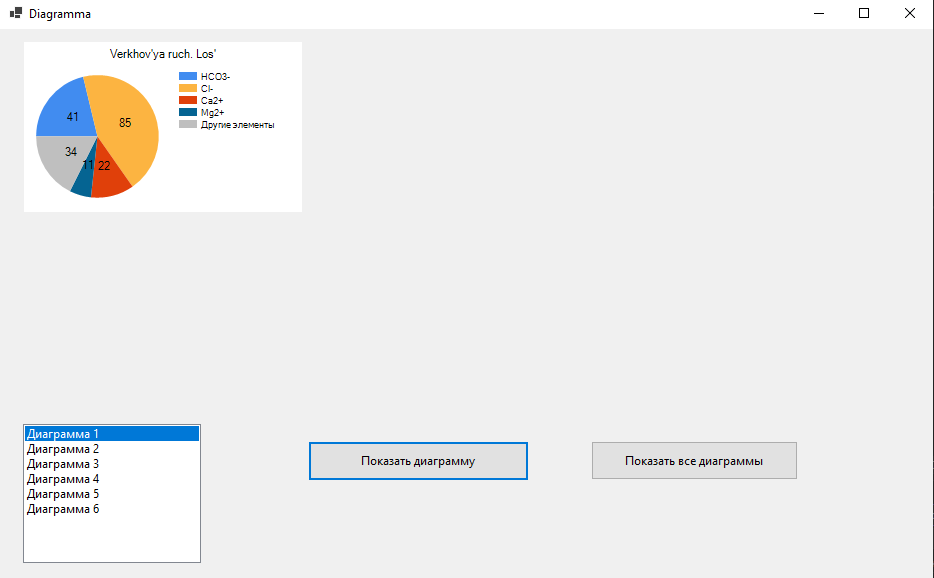 Diagramma
Verkhov'ya ruch. Los'
HCO3-
Cl-
Ca2+
Mg2+
Другие элементы
41
85
34
11
22
Диаграмма 1
Диаграмма 2
Диаграмма 3
Диаграмма 4
Диаграмма 5
Диаграмма 6
Показать диаграмму
Показать все диаграммы